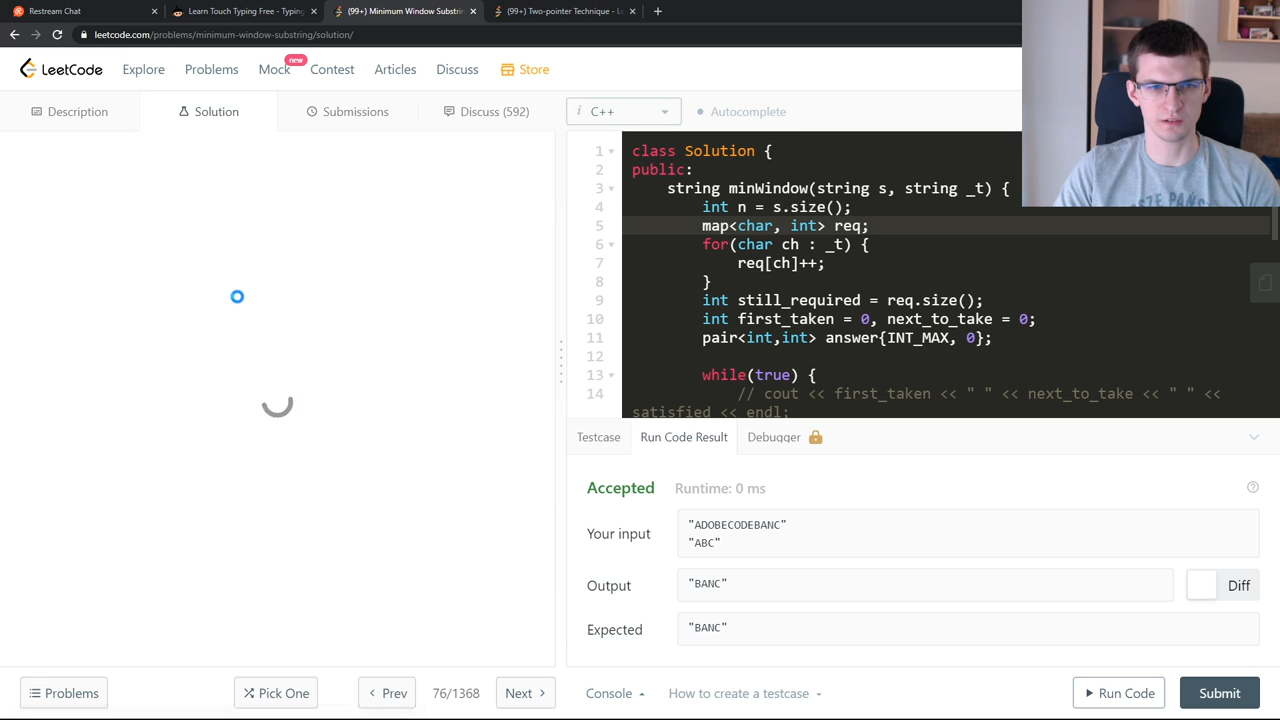 Restream Chat
Learn Touch Typing Free - Typing
(99+) Minimum Window Subst
(99+) Two-pointer Technique - Le
leetcode.com/problems/minimum-window-substring/solution/
LeetCode
Explore
Problems
Mock
new
Contest
Articles
Discuss
Store
Description
Solution
Submissions
Discuss (592)
i C++
Autocomplete
1 class Solution {
2 public:
3 string minWindow(string s, string _t) {
4 int n = s.size();
5 map<char, int> req;
6 for(char ch : _t) {
7 req[ch]++;
8 }
9 int still_required = req.size();
10 int first_taken = 0, next_to_take = 0;
11 pair<int,int> answer{INT_MAX, 0};
12
13 while(true) {
14 // cout << first_taken << " " << next_to_take << " " <<
satisfied << endl;
Testcase
Run Code Result
Debugger
Accepted
Runtime: 0 ms
Your input
"ADOBECODEBANC"
"ABC"
Output
"BANC"
Diff
Expected
"BANC"
Problems
Pick One
Prev
76/1368
Next
Console
How to create a testcase
Run Code
Submit